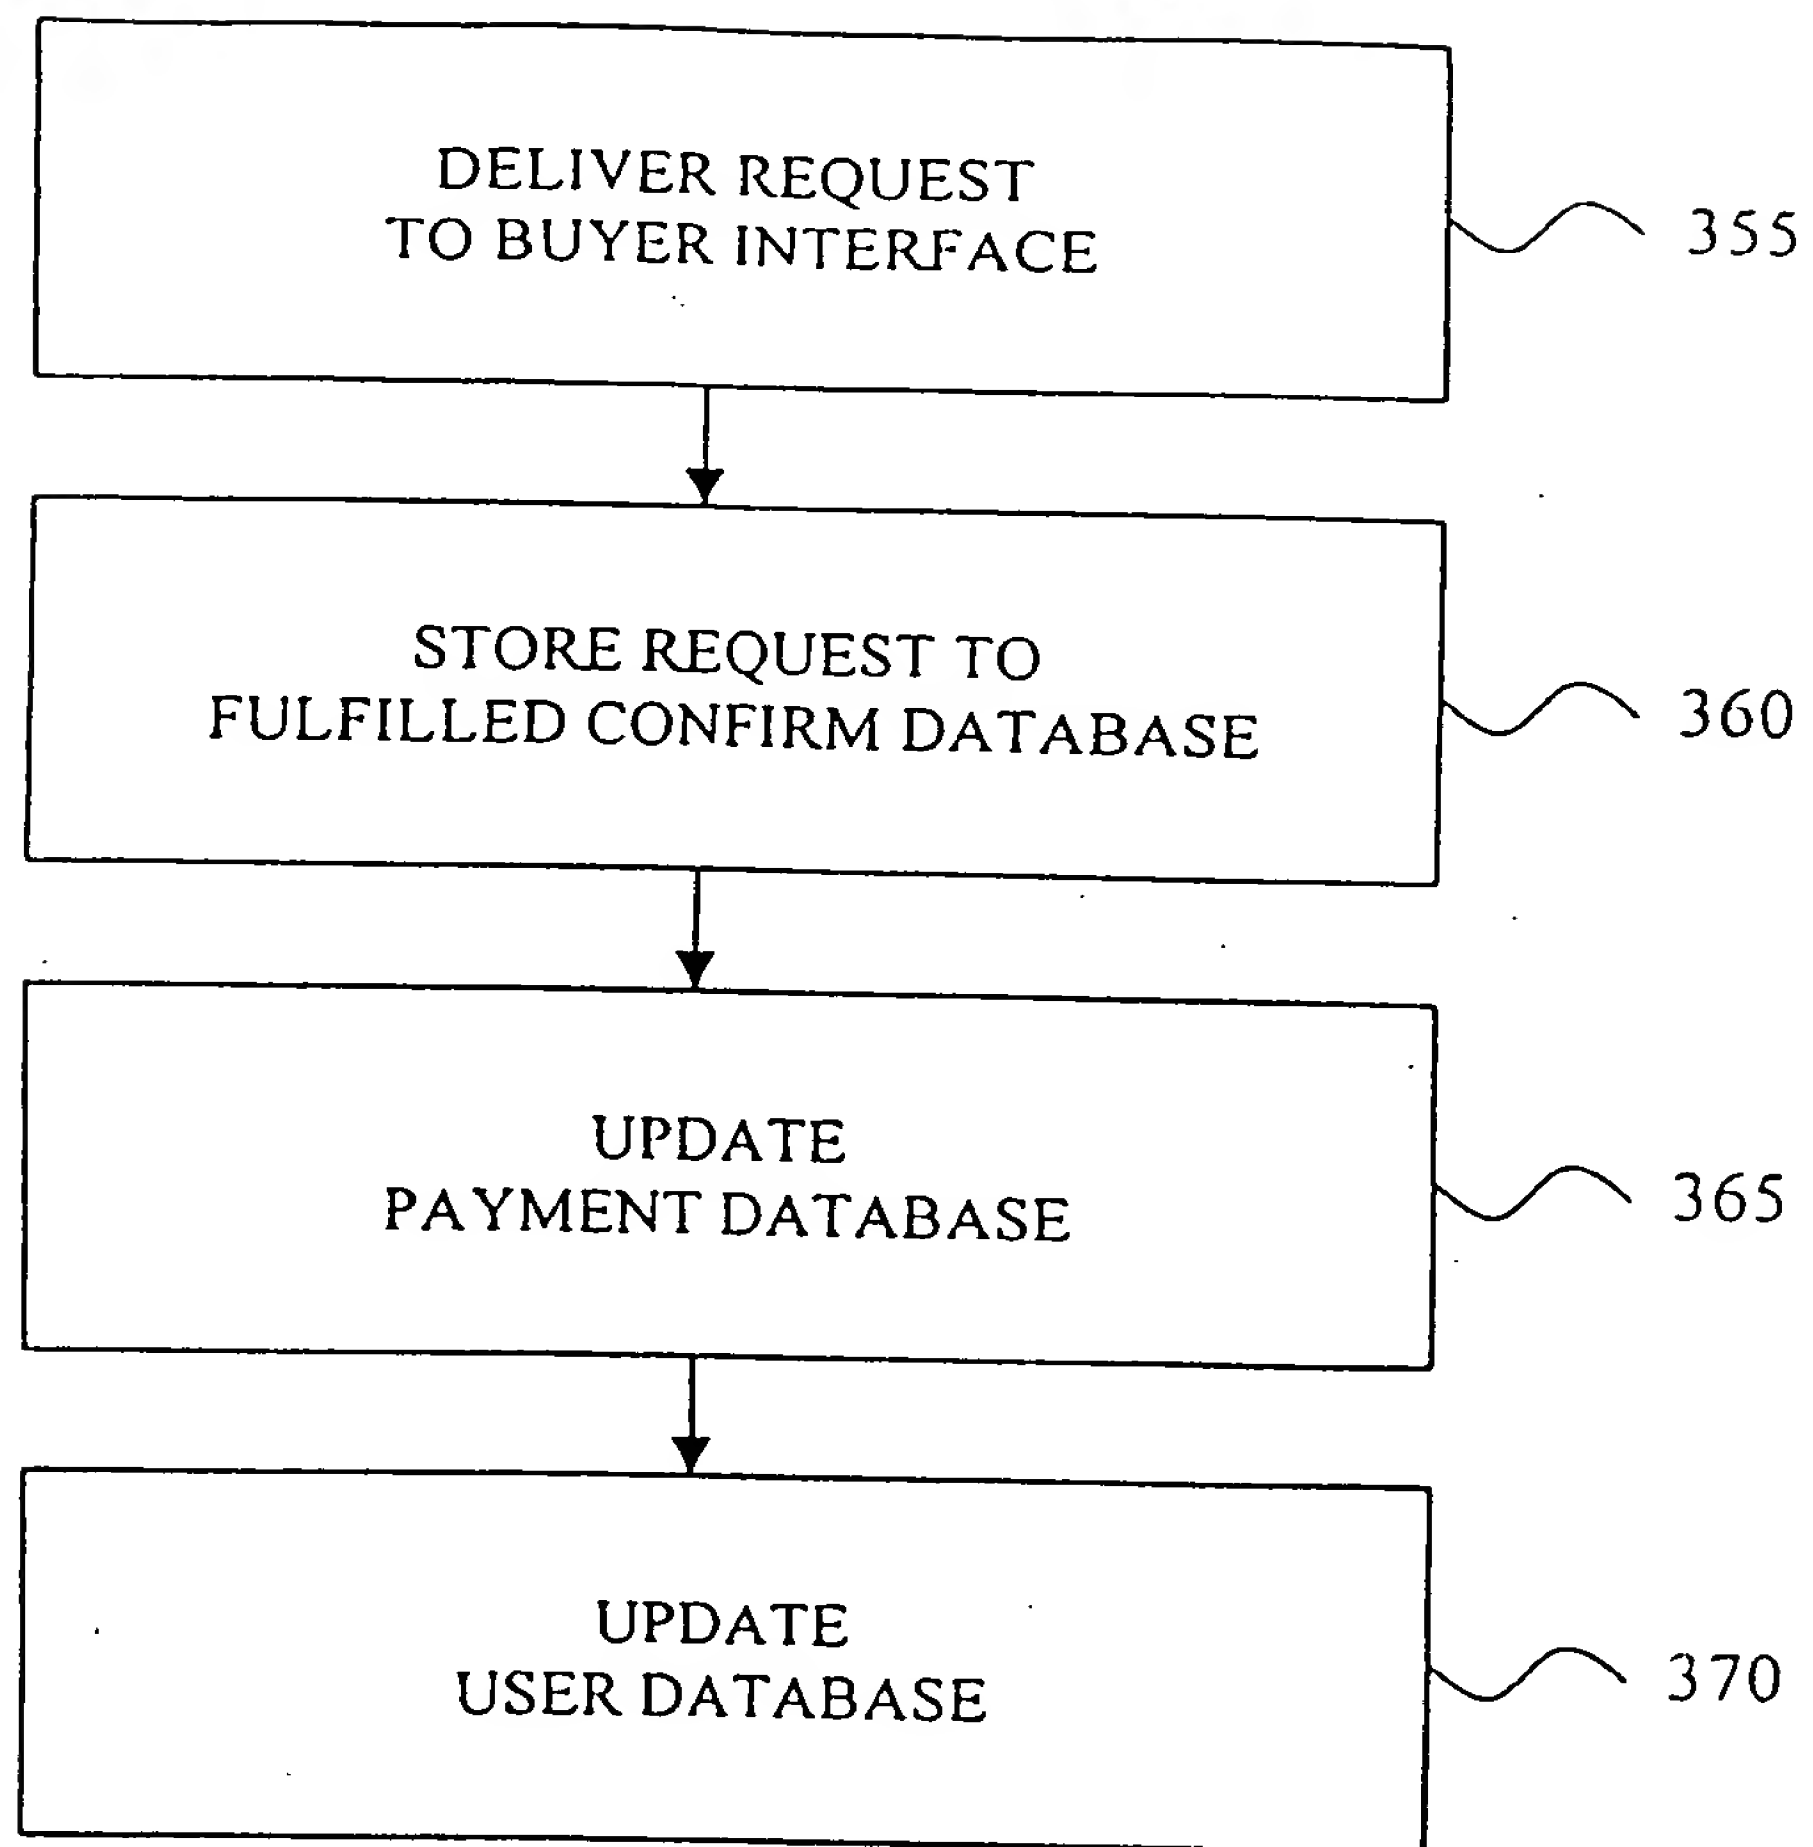 DELIVER REQUEST
TO BUYER INTERFACE
355
STORE REQUEST TO
FULFILLED CONFIRM DATABASE
360
UPDATE
PAYMENT DATABASE
365
UPDATE
USER DATABASE
370